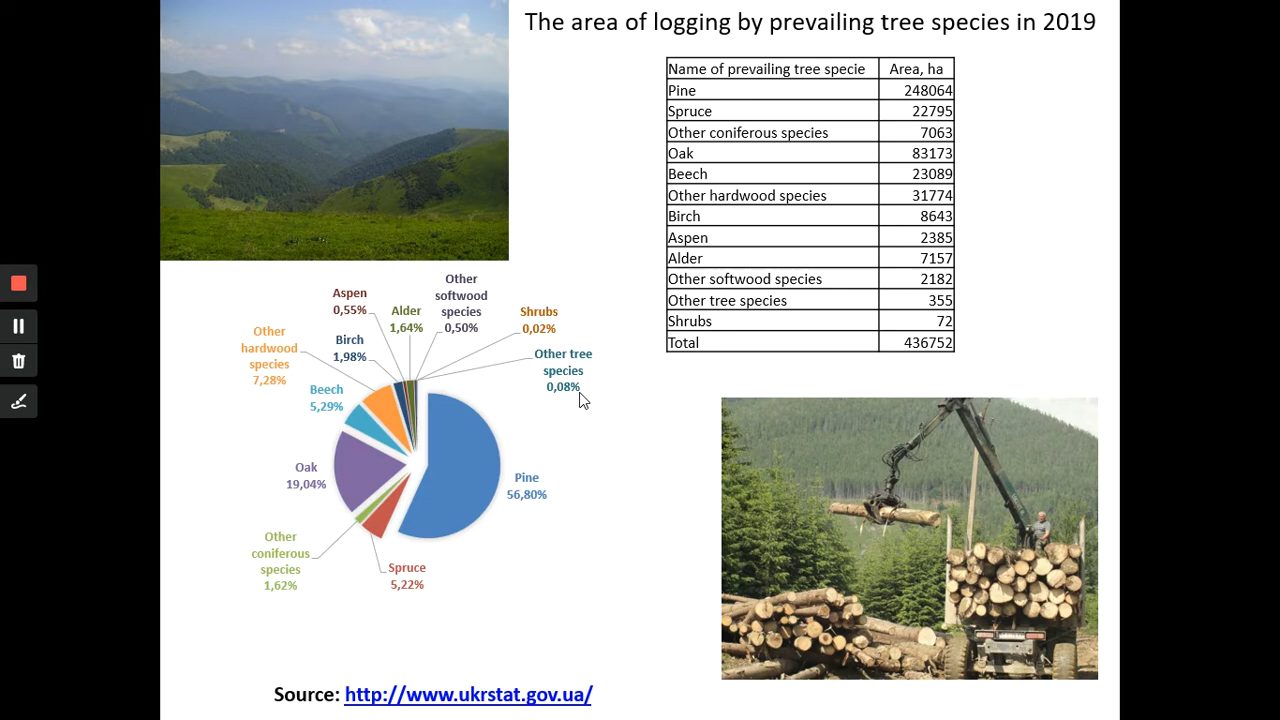 The area of logging by prevailing tree species in 2019
Name of prevailing tree specie Area, ha
Pine 248064
Spruce 22795
Other coniferous species 7063
Oak 83173
Beech 23089
Other hardwood species 31774
Birch 8643
Aspen 2385
Alder 7157
Other softwood species 2182
Other tree species 355
Shrubs 72
Total 436752
Aspen
0,55%
Alder
1,64%
Other
softwood
species
0,50%
Shrubs
0,02%
Other tree
species
0,08%
Other
hardwood
species
7,28%
Birch
1,98%
Beech
5,29%
Oak
19,04%
Pine
56,80%
Other
coniferous
species
1,62%
Spruce
5,22%
Source: http://www.ukrstat.gov.ua/